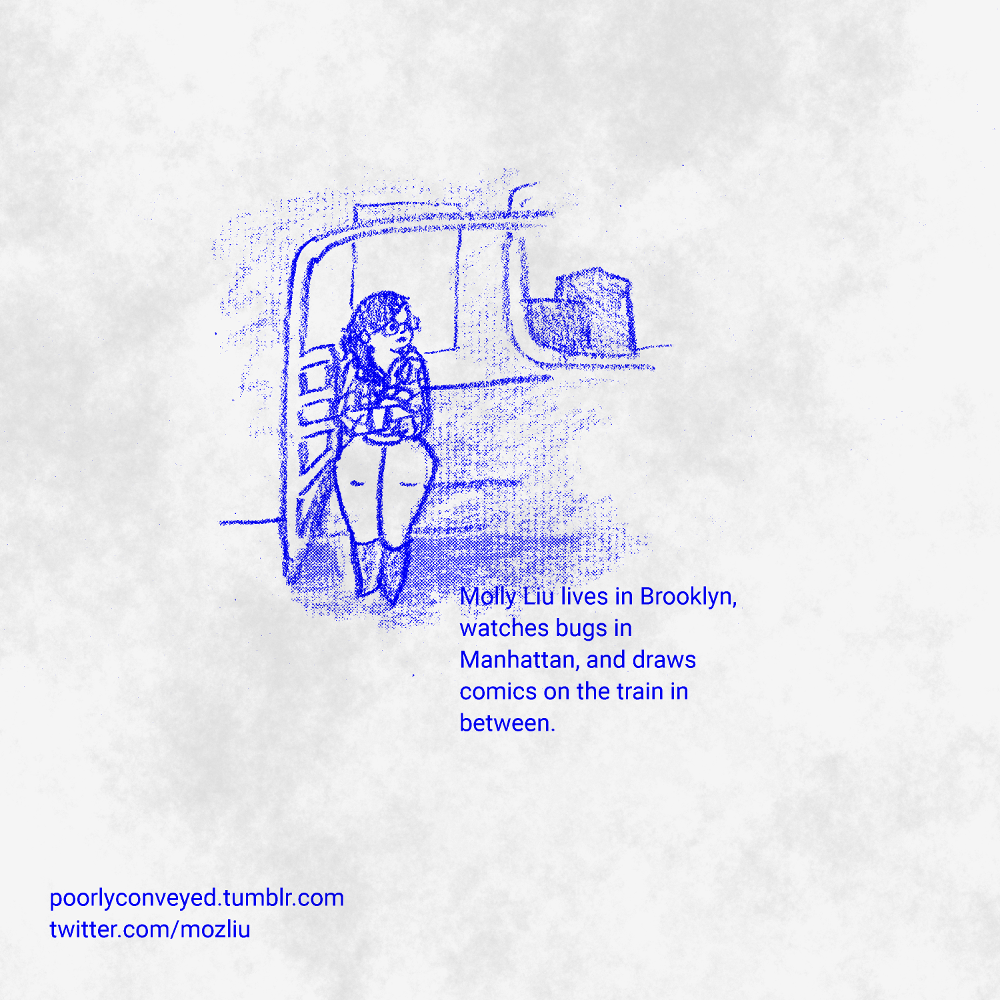 Molly Liu lives in Brooklyn,
watches bugs in
Manhattan, and draws
comics on the train in
between.
poorlyconveyed.tumblr.com
twitter.com/mozliu